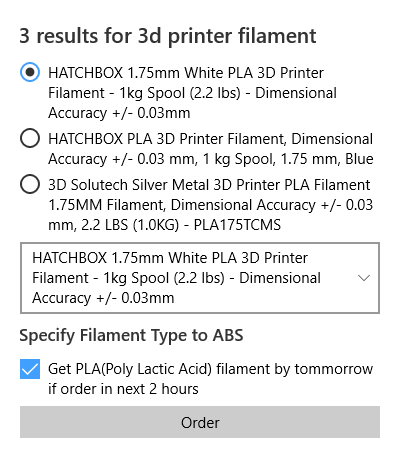 3 results for 3d printer filament
HATCHBOX 1.75mm White PLA 3D Printer
Filament - 1kg Spool (2.2 lbs) - Dimensional
Accuracy +/- 0.03mm
HATCHBOX PLA 3D Printer Filament, Dimensional
Accuracy +/- 0.03 mm, 1 kg Spool, 1.75 mm, Blue
3D Solutech Silver Metal 3D Printer PLA Filament
1.75MM Filament, Dimensional Accuracy +/- 0.03
mm, 2.2 LBS (1.0KG) - PLA175TCMS
HATCHBOX 1.75mm White PLA 3D Printer
Filament - 1kg Spool (2.2 lbs) - Dimensional
Accuracy +/- 0.03mm
Specify Filament Type to ABS
Get PLA(Poly Lactic Acid) filament by tommorrow
if order in next 2 hours
Order